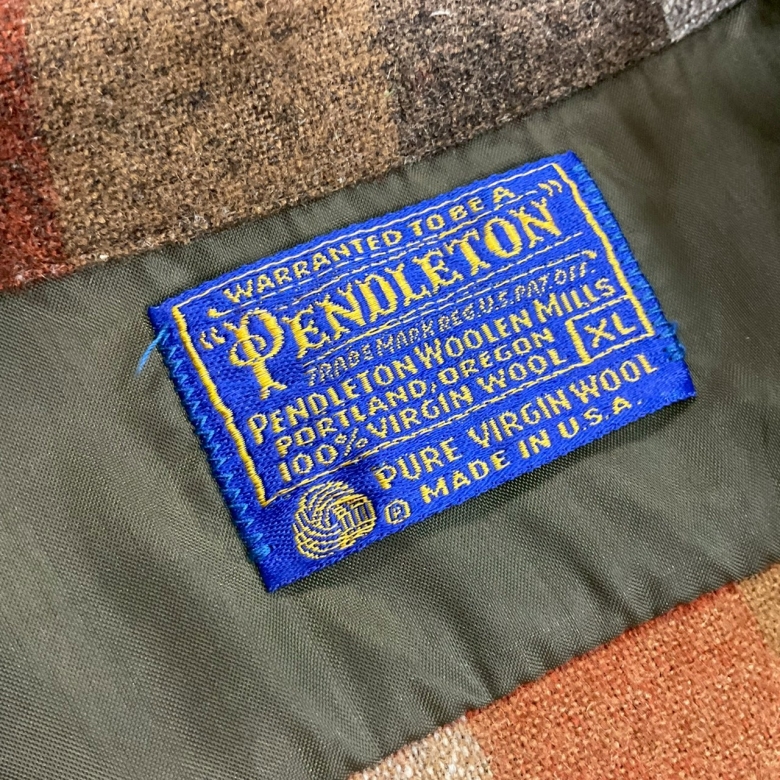 WARRANTED TO BE A
"PENDLETON"
TRADE MARK REG. U.S. PAT. OFF.
PENDLETON WOOLEN MILLS
PORTLAND, OREGON
100% VIRGIN WOOL
XL
PURE VIRGIN WOOL
® MADE IN U.S.A.